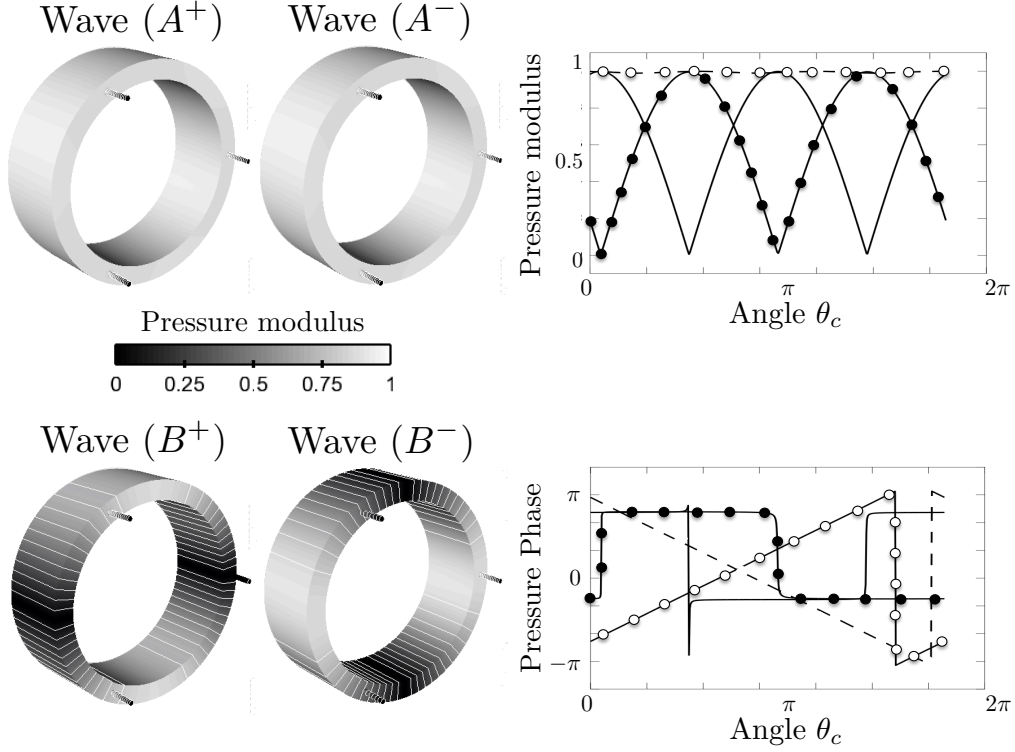 Wave (A⁺)
Wave (A⁻)
Pressure modulus
0 0.25 0.5 0.75 1
Pressure modulus
1
0.5
0
0 π 2π
Angle θ_c
Wave (B⁺)
Wave (B⁻)
Pressure Phase
π
0
−π
0 π 2π
Angle θ_c